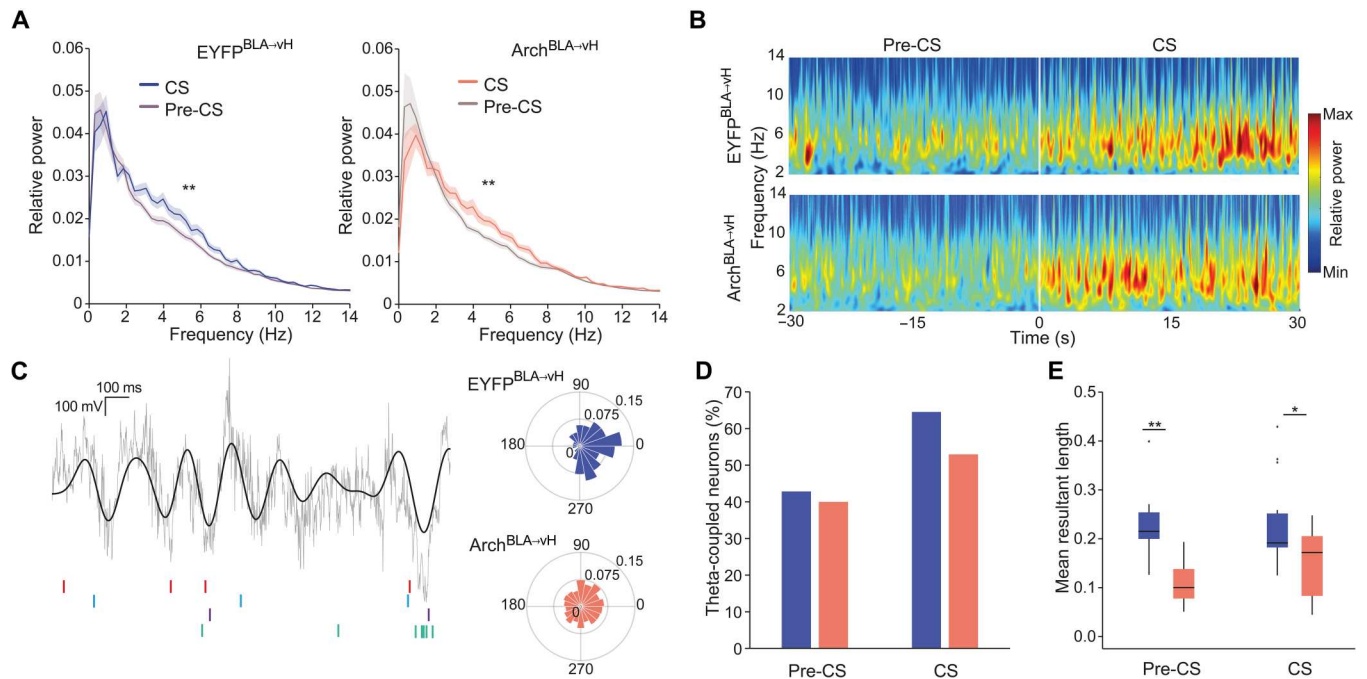 A
EYFP^BLA→vH
0.06
0.05
0.04
0.03
0.02
0.01
0
Relative power
CS
Pre-CS
**
0 2 4 6 8 10 12 14
Frequency (Hz)
Arch^BLA→vH
0.06
0.05
0.04
0.03
0.02
0.01
0
Relative power
CS
Pre-CS
**
0 2 4 6 8 10 12 14
Frequency (Hz)
B
Pre-CS CS
EYFP^BLA→vH
14
10
6
2
Arch^BLA→vH
14
10
6
2
Frequency (Hz)
−30 −15 0 15 30
Time (s)
Max
Relative power
Min
C
100 ms
100 mV
EYFP^BLA→vH
90
0.15
0.075
180 0 0
270
Arch^BLA→vH
90
0.15
0.075
180 0 0
270
D
Theta-coupled neurons (%)
70
60
50
40
30
20
10
0
Pre-CS CS
E
Mean resultant length
0.5
0.4
0.3
0.2
0.1
0.0
** *
Pre-CS CS